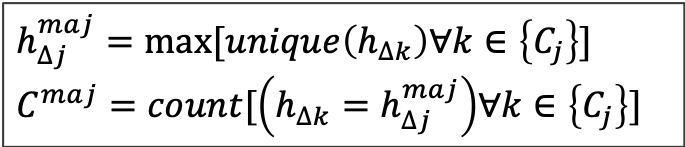 h_{Δj}^{maj} = max[unique(h_{Δk})∀k ∈ {C_j}]
C^{maj} = count[(h_{Δk} = h_{Δj}^{maj})∀k ∈ {C_j}]